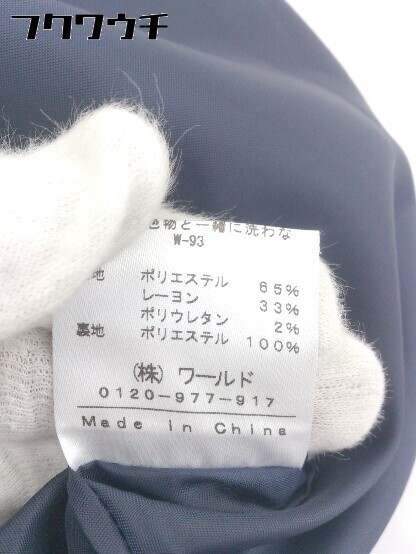 フクワウチ
色物と一緒に洗わな
W-93
地 ポリエステル 65%
レーヨン 33%
ポリウレタン 2%
裏地 ポリエステル 100%
(株) ワールド
0120-977-917
Made in China